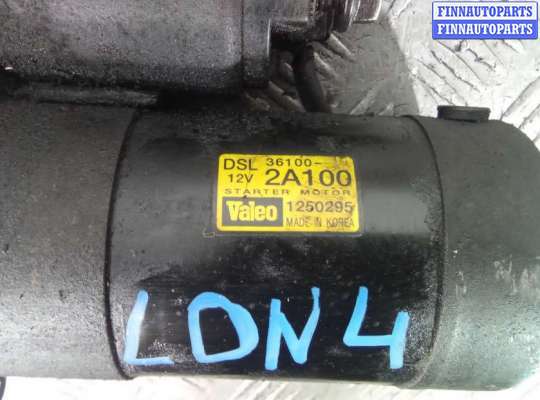 FINNAUTOPARTS
FINNAUTOPARTS
DSL 36100-
12V 2A100
STARTER MOTOR
Valeo 1250295
MADE IN KOREA
LDN4